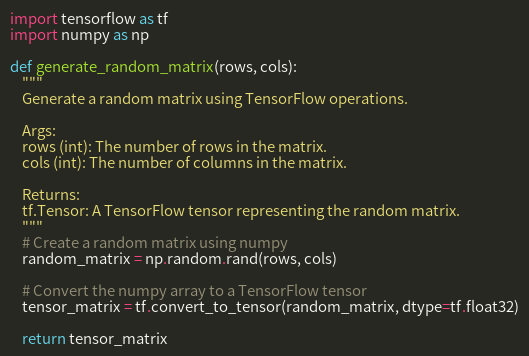 import tensorflow as tf
import numpy as np

def generate_random_matrix(rows, cols):
    """
    Generate a random matrix using TensorFlow operations.

    Args:
    rows (int): The number of rows in the matrix.
    cols (int): The number of columns in the matrix.

    Returns:
    tf.Tensor: A TensorFlow tensor representing the random matrix.
    """
    # Create a random matrix using numpy
    random_matrix = np.random.rand(rows, cols)

    # Convert the numpy array to a TensorFlow tensor
    tensor_matrix = tf.convert_to_tensor(random_matrix, dtype=tf.float32)

    return tensor_matrix